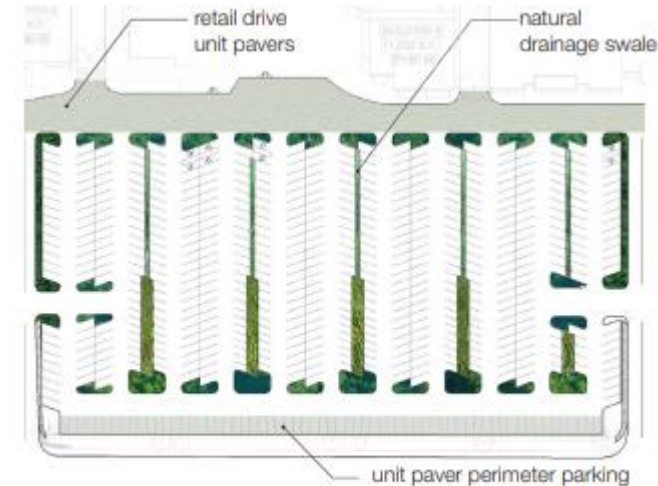 retail drive
unit pavers
natural
drainage swale
unit paver perimeter parking